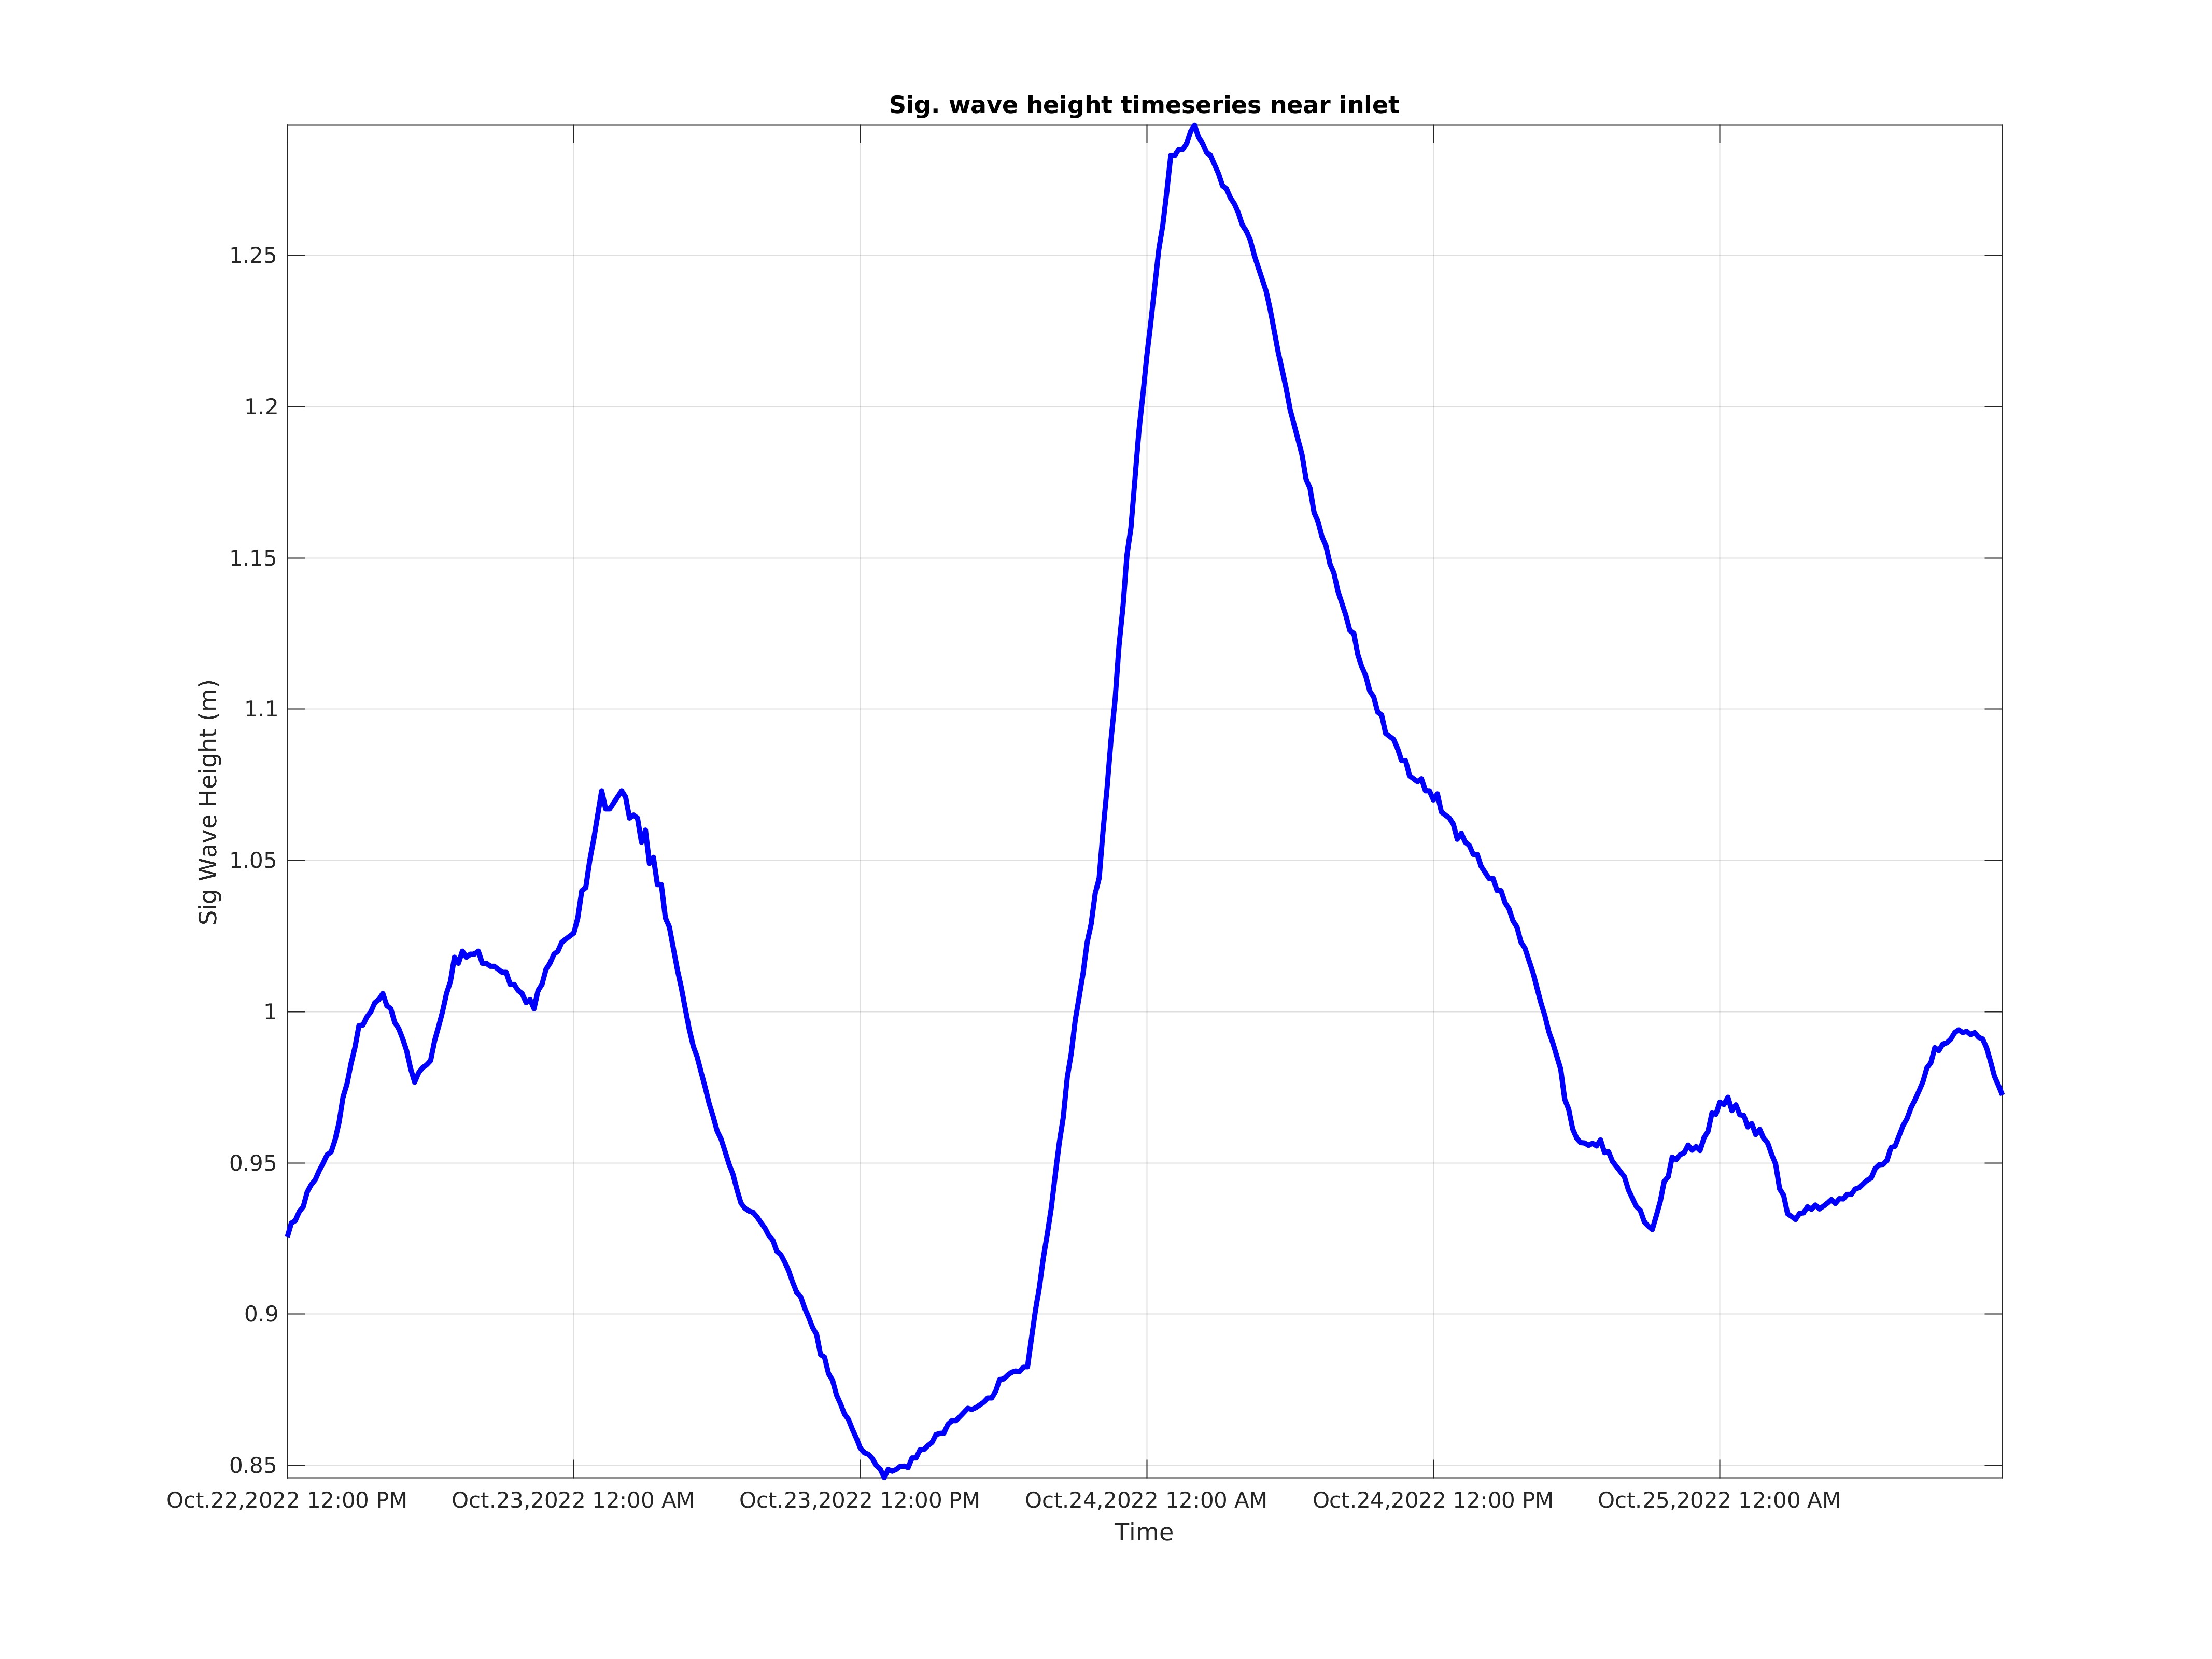 Sig. wave height timeseries near inlet
1.25
1.2
1.15
1.1
1.05
1
0.95
0.9
0.85
Sig Wave Height (m)
Oct.22,2022 12:00 PM
Oct.23,2022 12:00 AM
Oct.23,2022 12:00 PM
Oct.24,2022 12:00 AM
Oct.24,2022 12:00 PM
Oct.25,2022 12:00 AM
Time